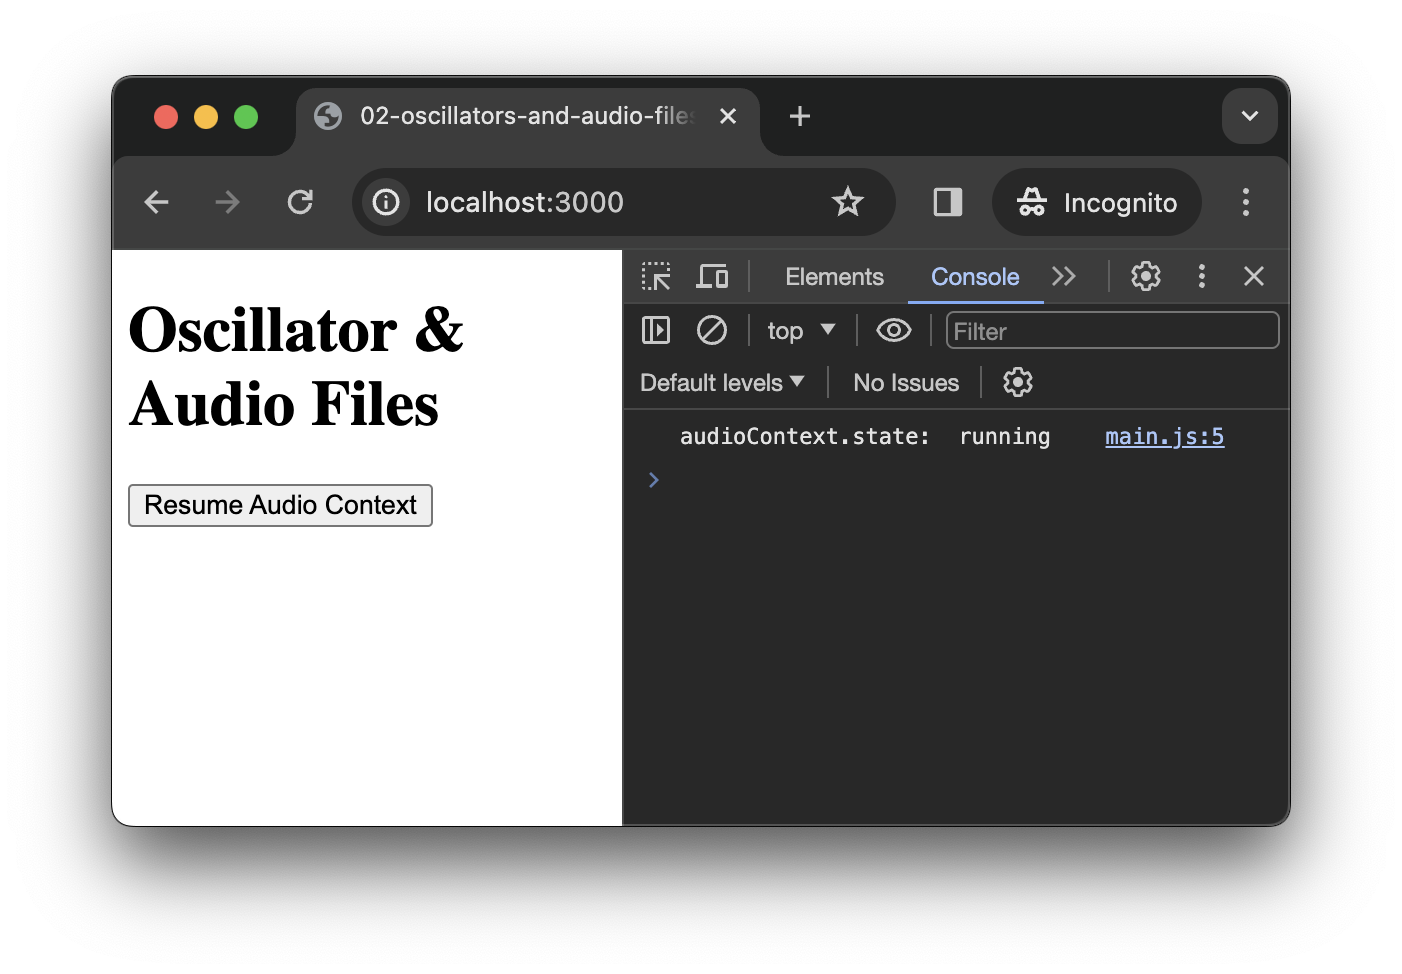 02-oscillators-and-audio-files
localhost:3000
Incognito
Oscillator &
Audio Files
Resume Audio Context
Elements Console
top Filter
Default levels No Issues
audioContext.state: running main.js:5